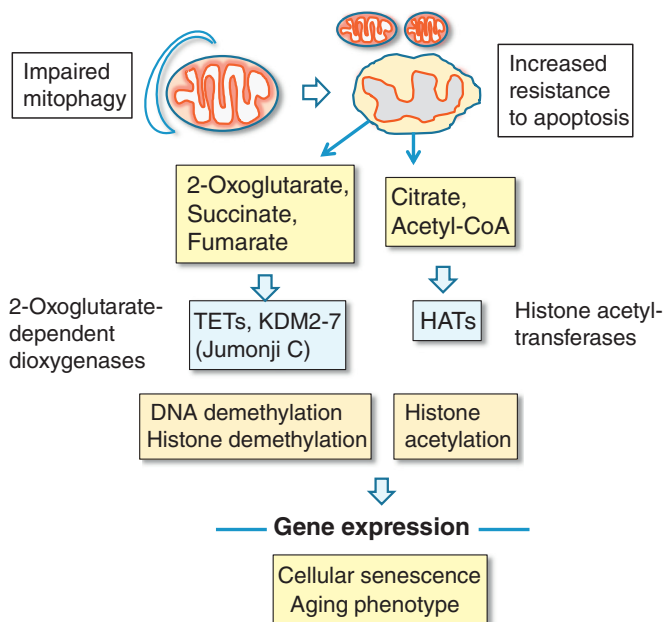 Impaired
mitophagy
Increased
resistance
to apoptosis
2-Oxoglutarate,
Succinate,
Fumarate
Citrate,
Acetyl-CoA
2-Oxoglutarate-
dependent
dioxygenases
TETs, KDM2-7
(Jumonji C)
HATs
Histone acetyl-
transferases
DNA demethylation
Histone demethylation
Histone
acetylation
Gene expression
Cellular senescence
Aging phenotype